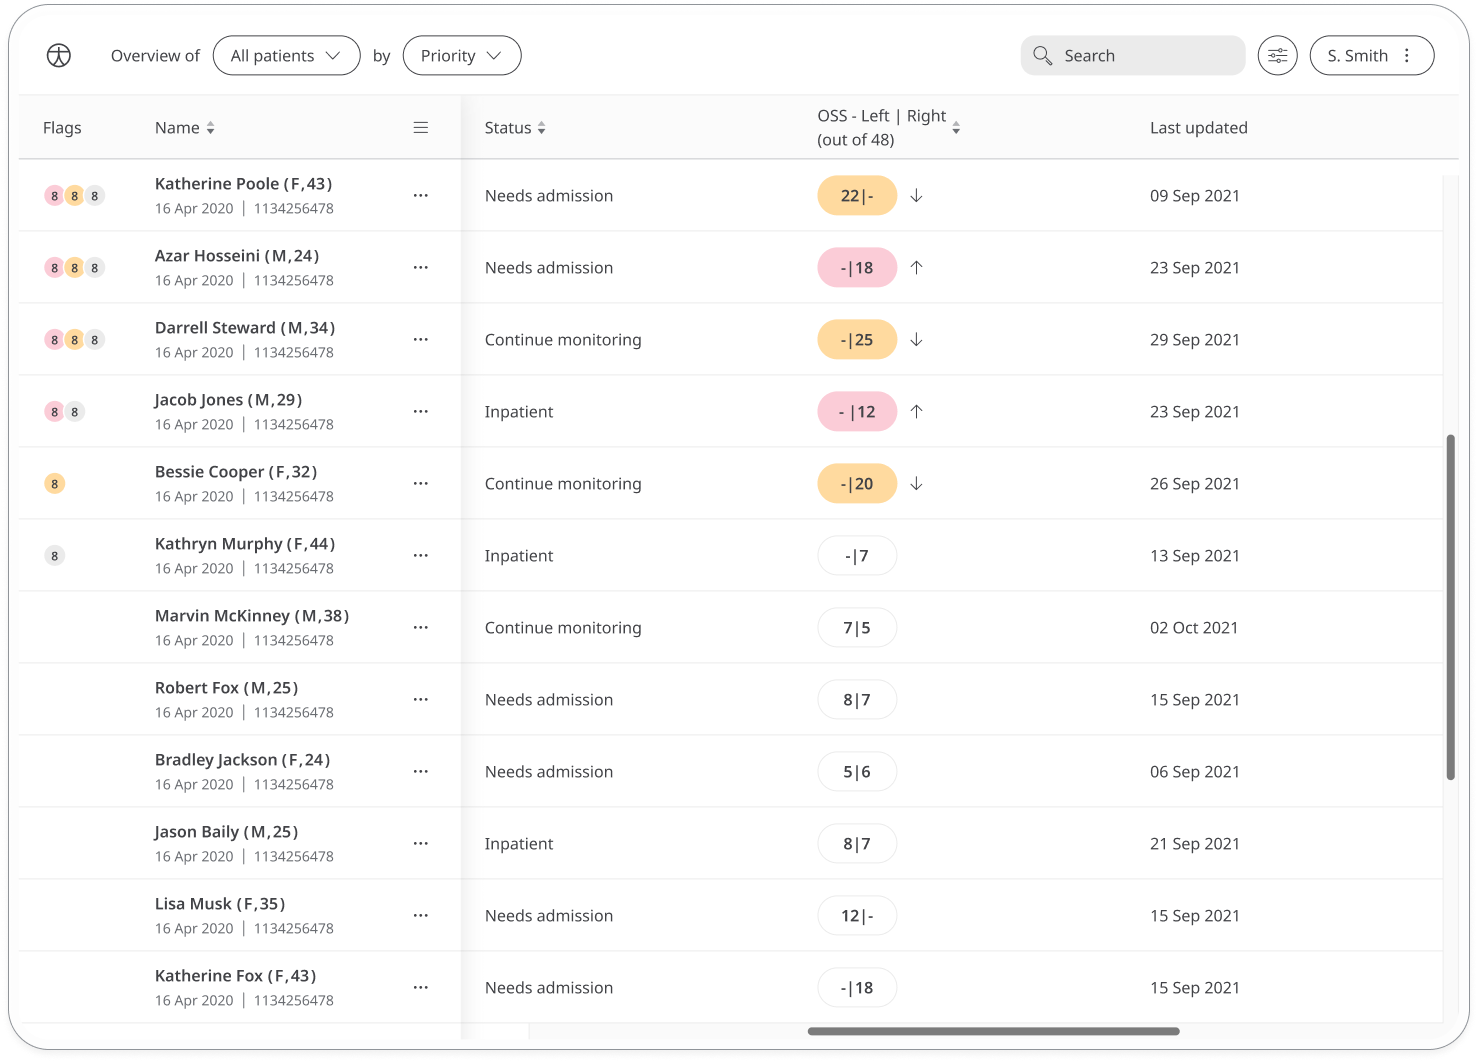 Overview of All patients by Priority Search S. Smith
Flags Name Status OSS - Left | Right
(out of 48) Last updated
8 8 8 Katherine Poole (F,43) ... Needs admission 22|- ↓ 09 Sep 2021
16 Apr 2020 | 1134256478
8 8 8 Azar Hosseini (M,24) ... Needs admission -|18 ↑ 23 Sep 2021
16 Apr 2020 | 1134256478
8 8 8 Darrell Steward (M,34) ... Continue monitoring -|25 ↓ 29 Sep 2021
16 Apr 2020 | 1134256478
8 8 Jacob Jones (M,29) ... Inpatient - |12 ↑ 23 Sep 2021
16 Apr 2020 | 1134256478
8 Bessie Cooper (F,32) ... Continue monitoring -|20 ↓ 26 Sep 2021
16 Apr 2020 | 1134256478
8 Kathryn Murphy (F,44) ... Inpatient -|7 13 Sep 2021
16 Apr 2020 | 1134256478
Marvin McKinney (M,38) ... Continue monitoring 7|5 02 Oct 2021
16 Apr 2020 | 1134256478
Robert Fox (M,25) ... Needs admission 8|7 15 Sep 2021
16 Apr 2020 | 1134256478
Bradley Jackson (F,24) ... Needs admission 5|6 06 Sep 2021
16 Apr 2020 | 1134256478
Jason Baily (M,25) ... Inpatient 8|7 21 Sep 2021
16 Apr 2020 | 1134256478
Lisa Musk (F,35) ... Needs admission 12|- 15 Sep 2021
16 Apr 2020 | 1134256478
Katherine Fox (F,43) ... Needs admission -|18 15 Sep 2021
16 Apr 2020 | 1134256478